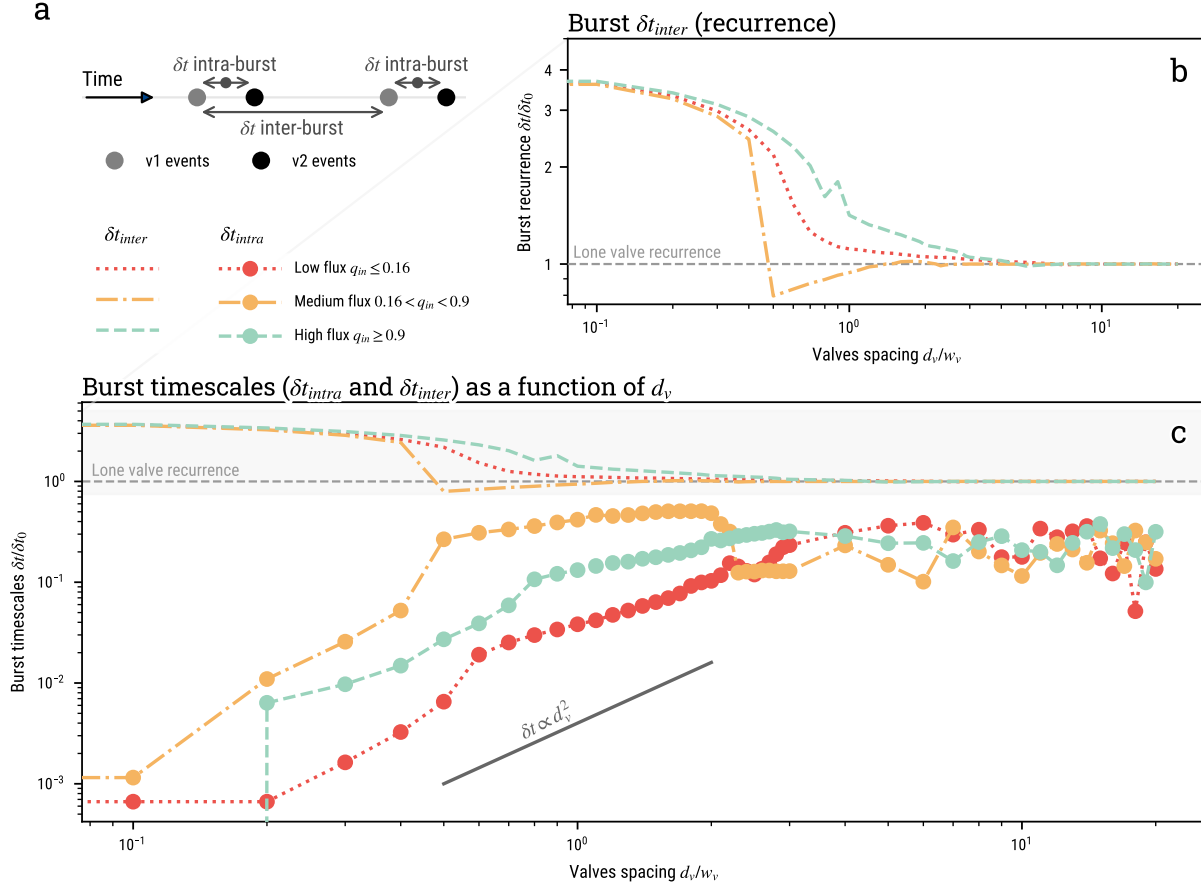 a
Time
δt intra-burst
δt intra-burst
δt inter-burst
v1 events
v2 events
δt_inter
δt_intra
Low flux q_in ≤ 0.16
Medium flux 0.16 < q_in < 0.9
High flux q_in ≥ 0.9
Burst δt_inter (recurrence)
b
Burst recurrence δt/δt_0
4
3
2
1
Lone valve recurrence
10^−1
10^0
10^1
Valves spacing d_v/w_v
Burst timescales (δt_intra and δt_inter) as a function of d_v
c
Burst timescales δt/δt_0
10^0
10^−1
10^−2
10^−3
Lone valve recurrence
δt ∝ d_v^2
10^−1
10^0
10^1
Valves spacing d_v/w_v